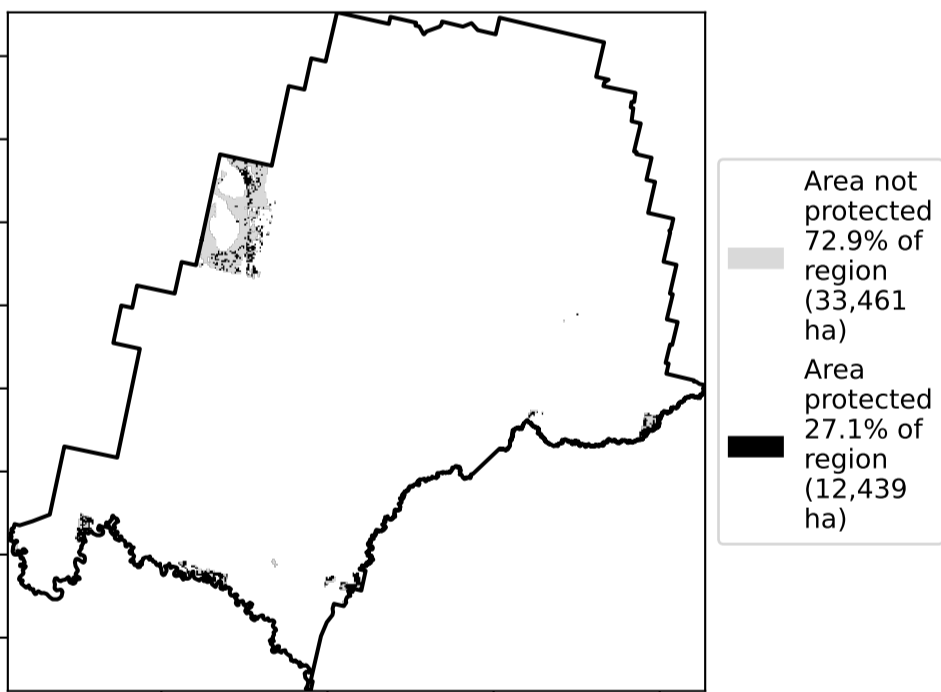 Area not
protected
72.9% of
region
(33,461
ha)
Area
protected
27.1% of
region
(12,439
ha)